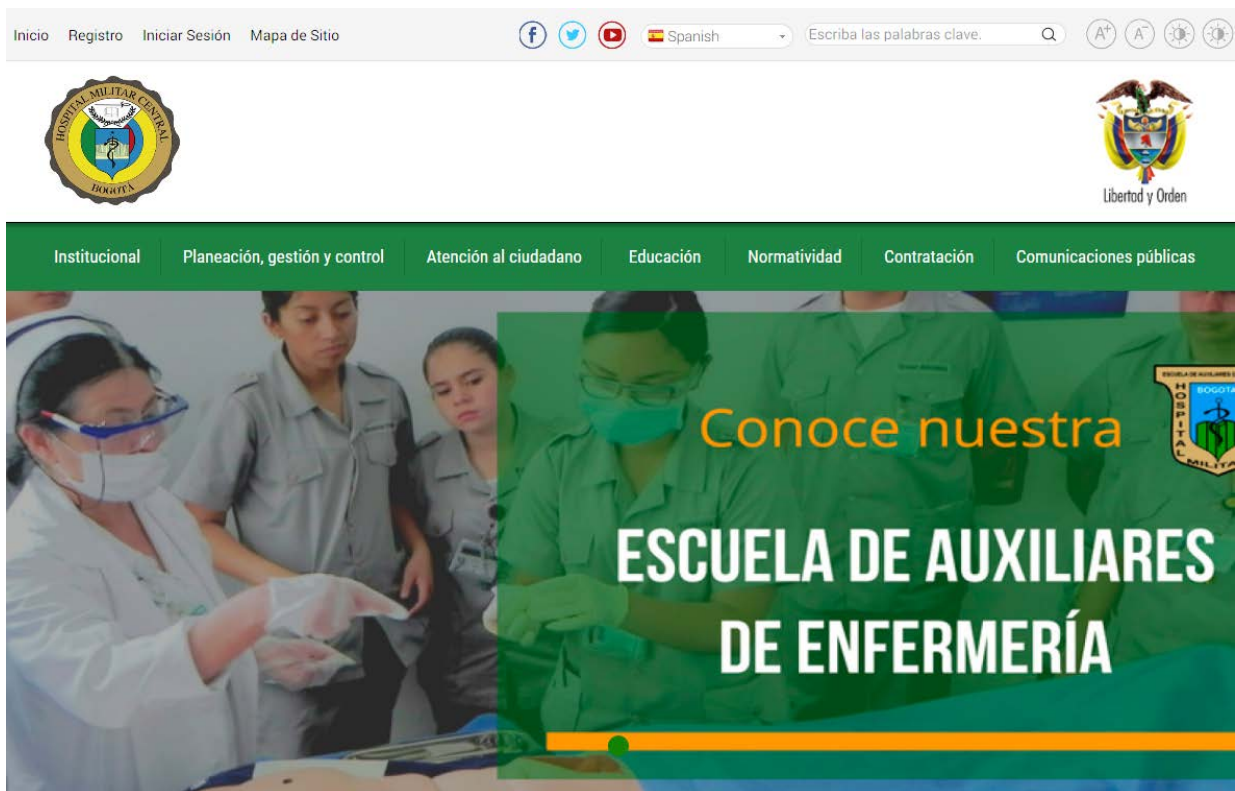 Inicio Registro Iniciar Sesión Mapa de Sitio Spanish Escriba las palabras clave. A+ A-
HOSPITAL MILITAR CENTRAL
BOGOTÁ
Libertad y Orden
Institucional Planeación, gestión y control Atención al ciudadano Educación Normatividad Contratación Comunicaciones públicas
Conoce nuestra
BOGOTA
HOSPITAL
ESCUELA DE AUXILIARES
DE ENFERMERÍA